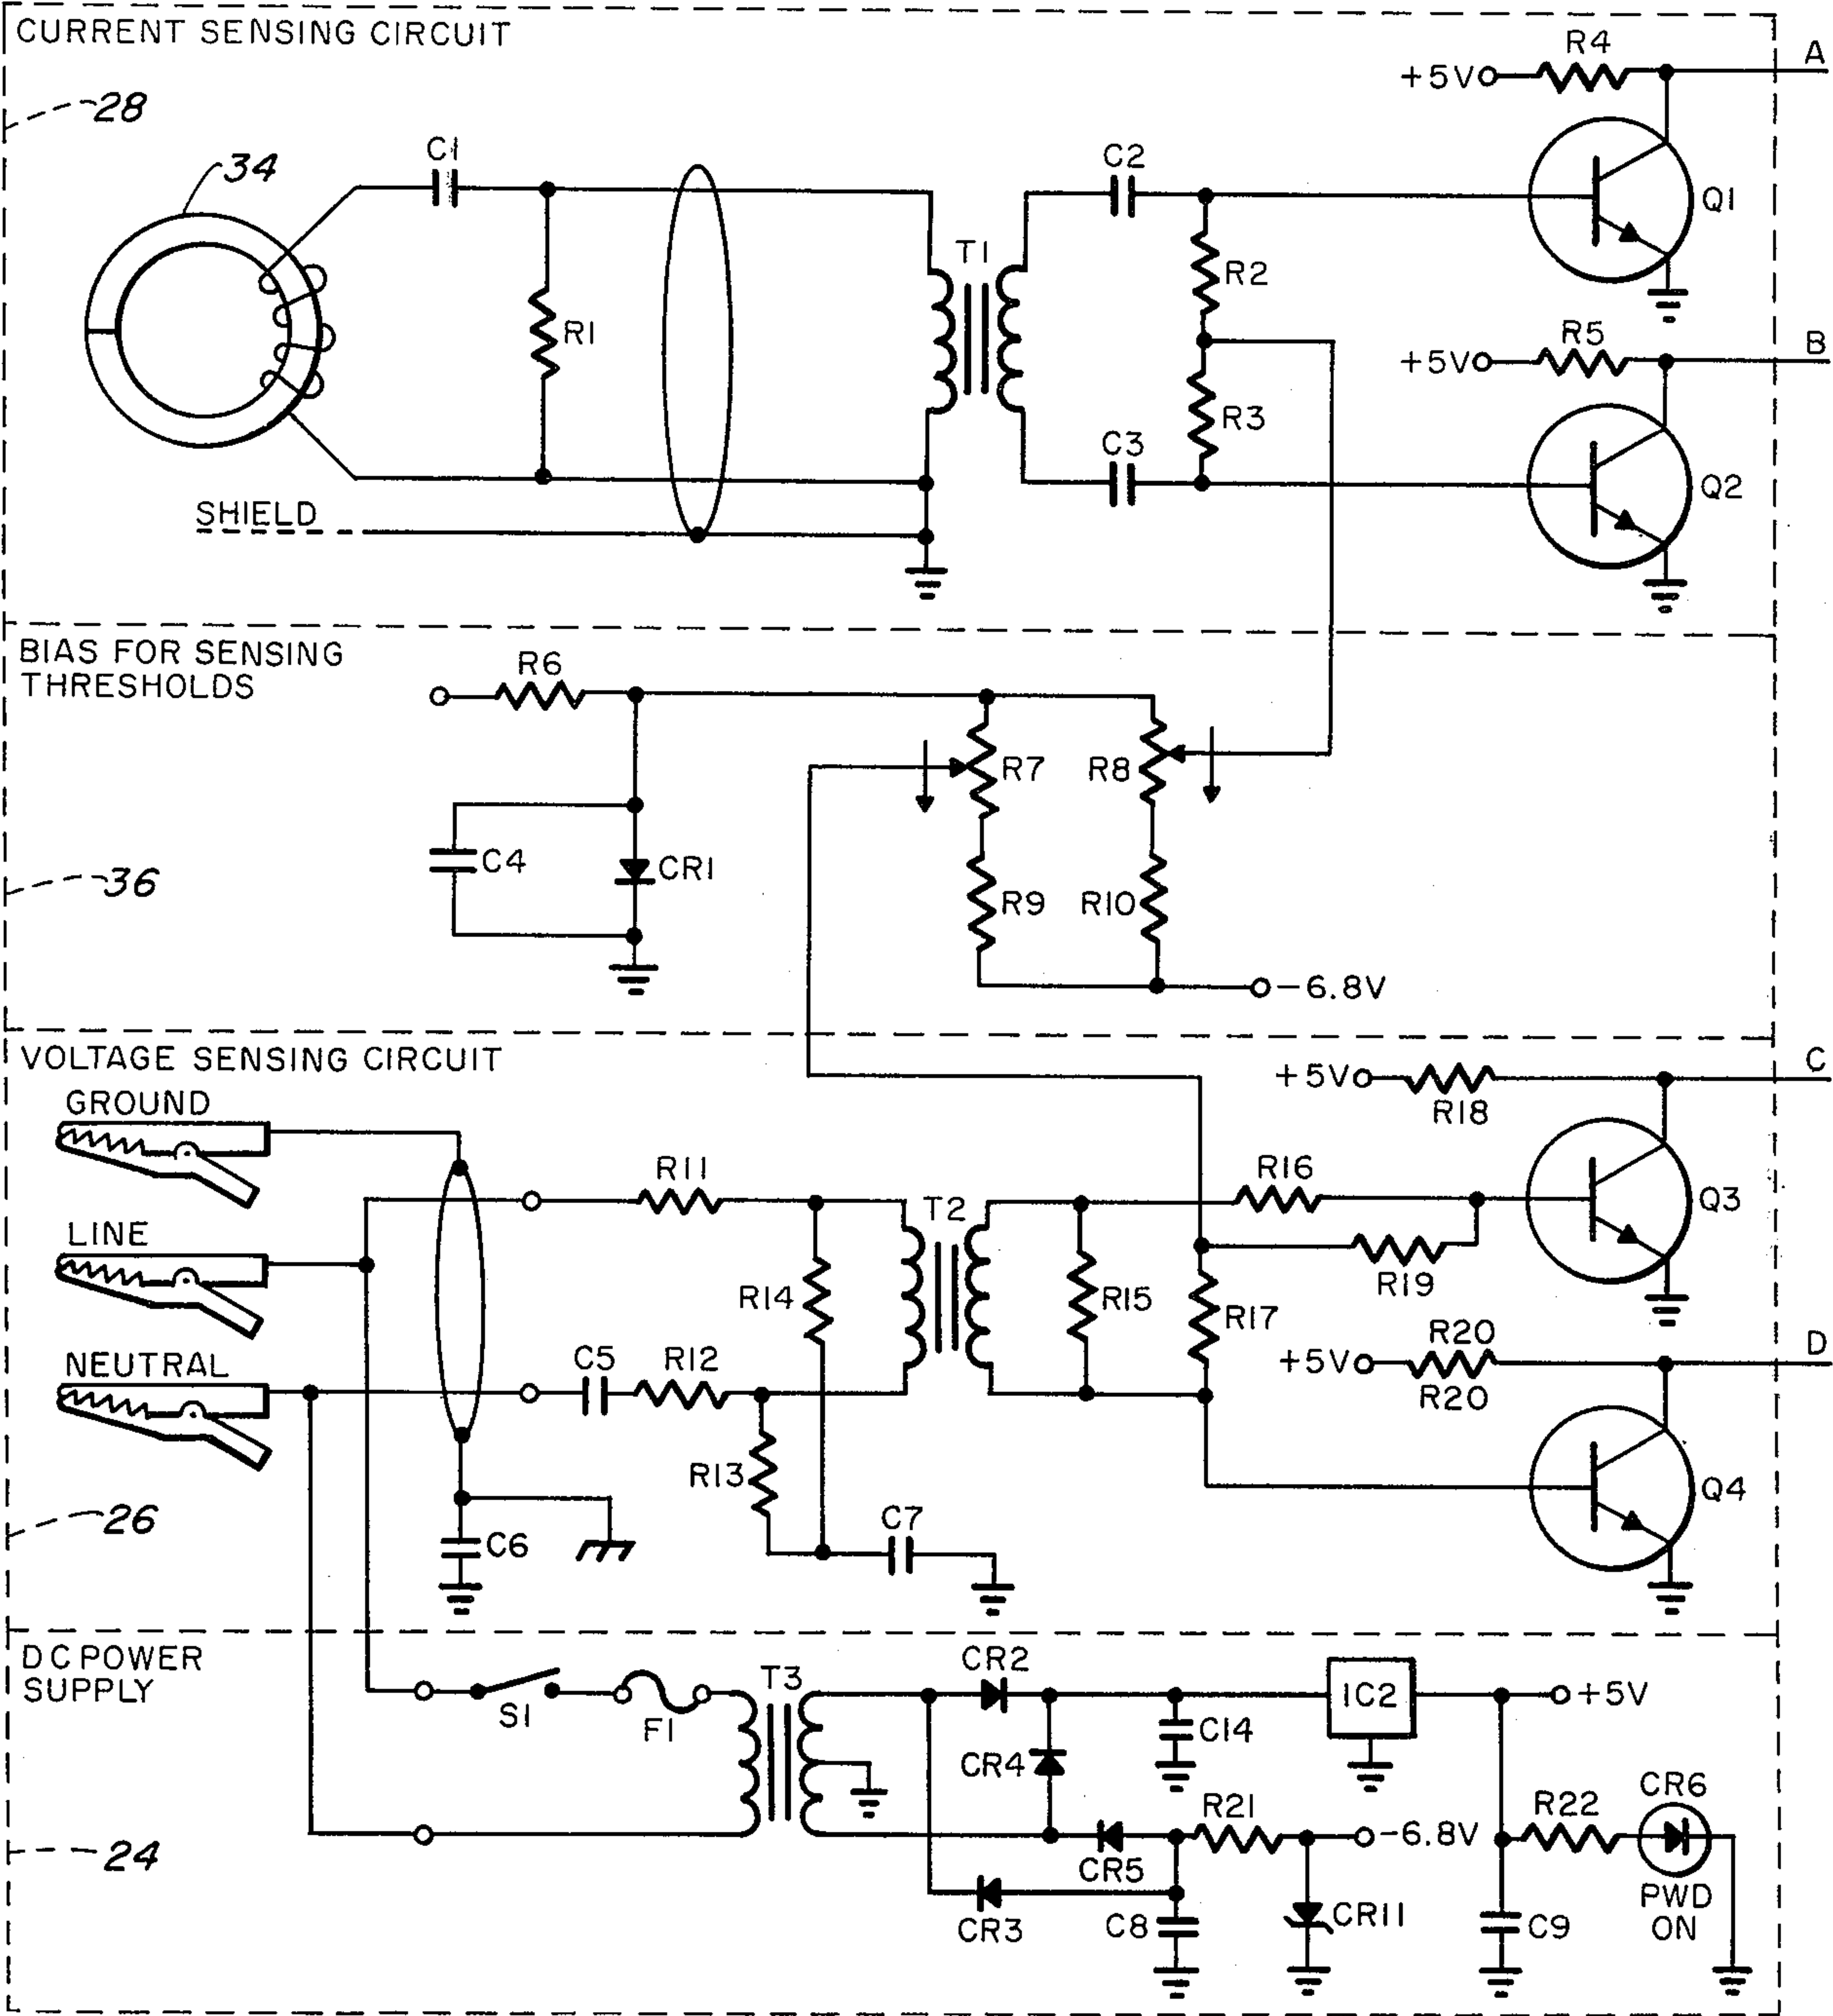 CURRENT SENSING CIRCUIT
28
34
C1
R1
SHIELD
T1
C2
R2
R3
C3
+5V
R4
A
Q1
+5V
R5
B
Q2
BIAS FOR SENSING
THRESHOLDS
36
R6
C4
CR1
R7
R8
R9
R10
-6.8V
VOLTAGE SENSING CIRCUIT
GROUND
LINE
NEUTRAL
26
R11
R14
T2
C5
R12
R13
C6
C7
R15
R16
R17
R19
+5V
R18
C
Q3
+5V
R20
R20
D
Q4
DC POWER
SUPPLY
24
S1
F1
T3
CR2
CR4
C14
IC2
+5V
CR5
R21
-6.8V
CR3
C8
CR11
R22
CR6
C9
PWD
ON